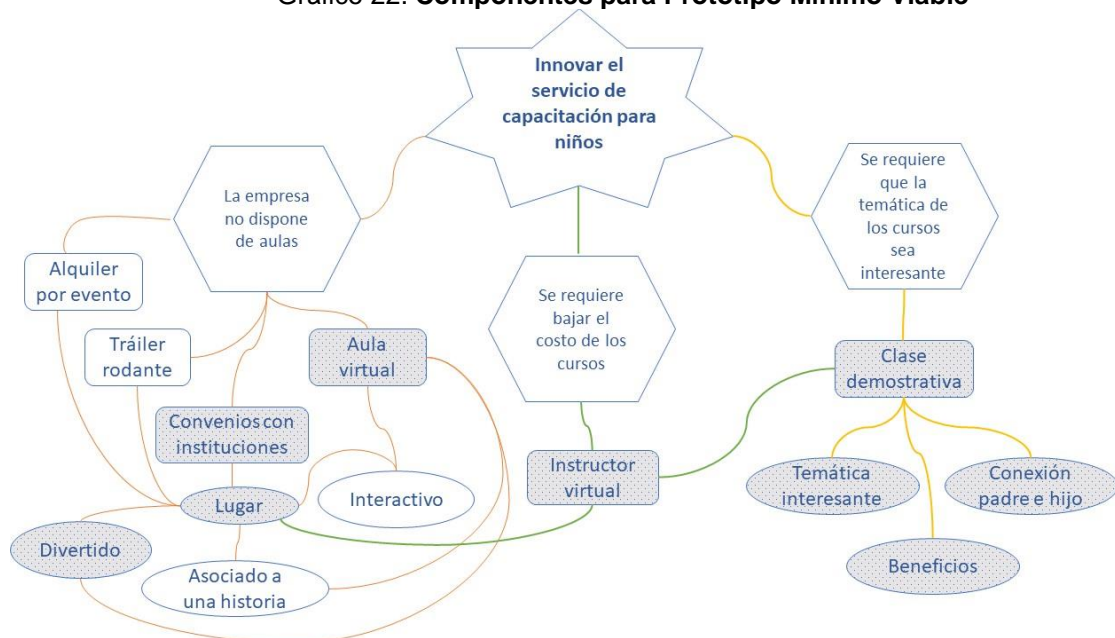 Gráfico 22. Componentes para Prototipo Mínimo Viable
Innovar el
servicio de
capacitación para
niños
La empresa
no dispone
de aulas
Se requiere
que la
temática de
los cursos
sea
interesante
Alquiler
por evento
Se requiere
bajar el
costo de los
cursos
Tráiler
rodante
Aula
virtual
Clase
demostrativa
Convenios con
instituciones
Instructor
virtual
Temática
interesante
Conexión
padre e hijo
Lugar
Interactivo
Divertido
Asociado a
una historia
Beneficios